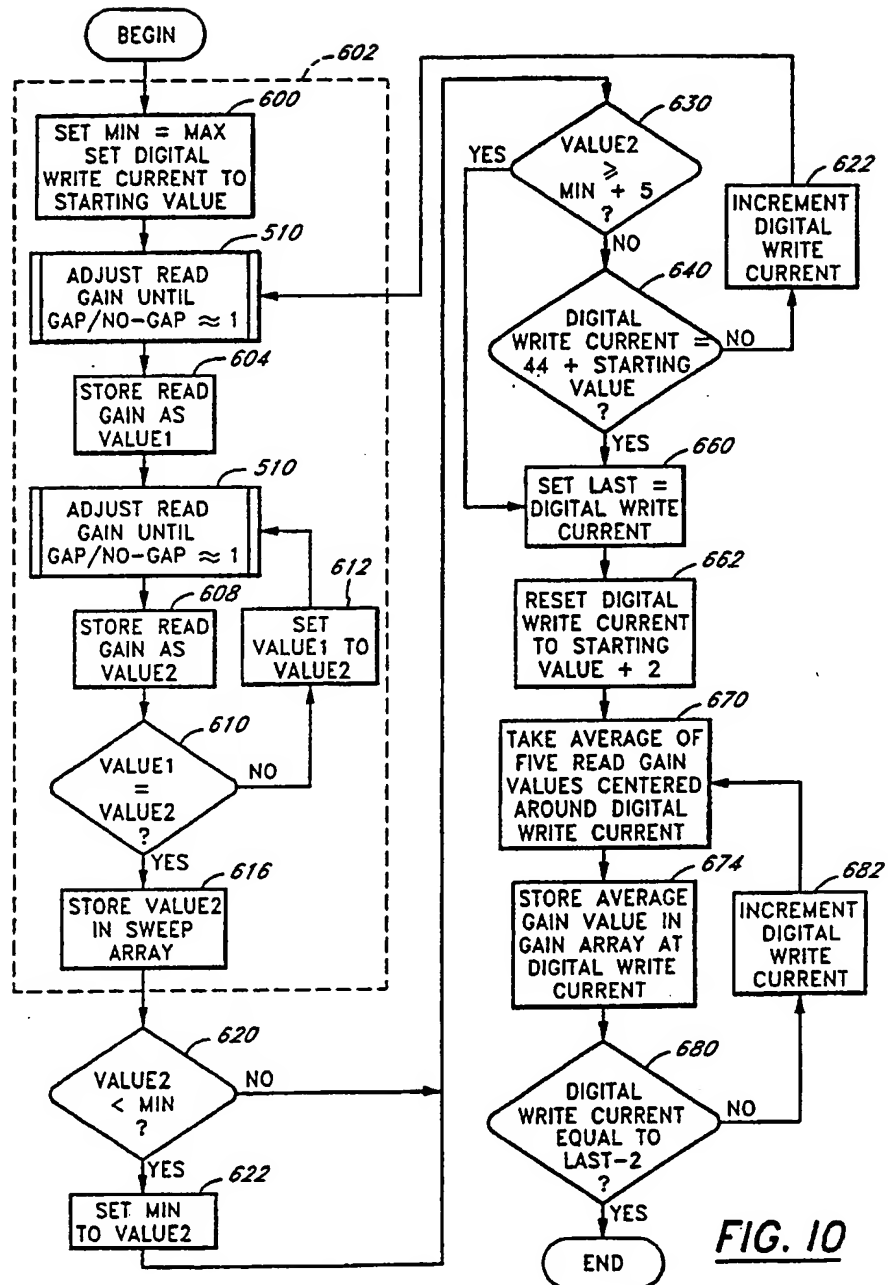 BEGIN
602
600
SET MIN = MAX
SET DIGITAL
WRITE CURRENT TO
STARTING VALUE
510
ADJUST READ
GAIN UNTIL
GAP/NO-GAP ≈ 1
604
STORE READ
GAIN AS
VALUE1
510
ADJUST READ
GAIN UNTIL
GAP/NO-GAP ≈ 1
608
STORE READ
GAIN AS
VALUE2
612
SET
VALUE1 TO
VALUE2
610
VALUE1
=
VALUE2
?
NO
YES
616
STORE VALUE2
IN SWEEP
ARRAY
620
VALUE2
< MIN
?
NO
YES
622
SET MIN
TO VALUE2
630
VALUE2
⩾
MIN + 5
?
YES
NO
622
INCREMENT
DIGITAL
WRITE
CURRENT
640
DIGITAL
WRITE CURRENT =
44 + STARTING
VALUE
?
NO
YES
660
SET LAST =
DIGITAL WRITE
CURRENT
662
RESET DIGITAL
WRITE CURRENT
TO STARTING
VALUE + 2
670
TAKE AVERAGE OF
FIVE READ GAIN
VALUES CENTERED
AROUND DIGITAL
WRITE CURRENT
674
STORE AVERAGE
GAIN VALUE IN
GAIN ARRAY AT
DIGITAL WRITE
CURRENT
682
INCREMENT
DIGITAL
WRITE
CURRENT
680
DIGITAL
WRITE CURRENT
EQUAL TO
LAST-2
?
NO
YES
END
FIG. 10